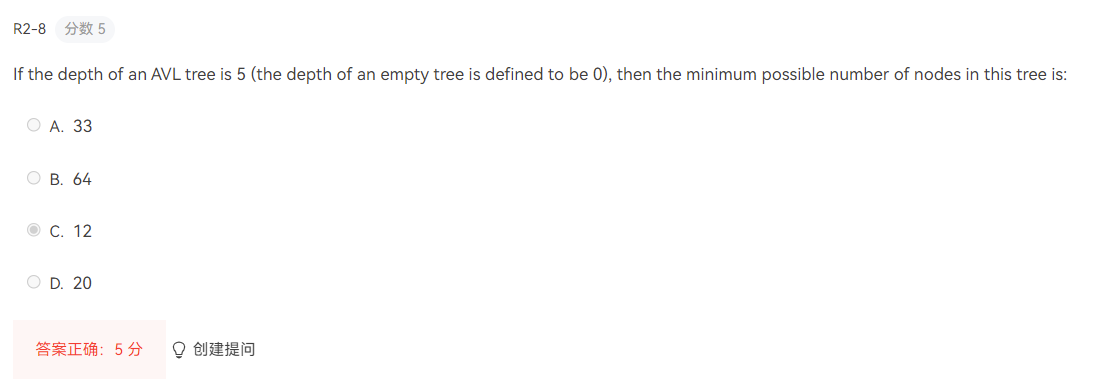 R2-8 分数 5
If the depth of an AVL tree is 5 (the depth of an empty tree is defined to be 0), then the minimum possible number of nodes in this tree is:
A. 33
B. 64
C. 12
D. 20
答案正确：5 分 创建提问